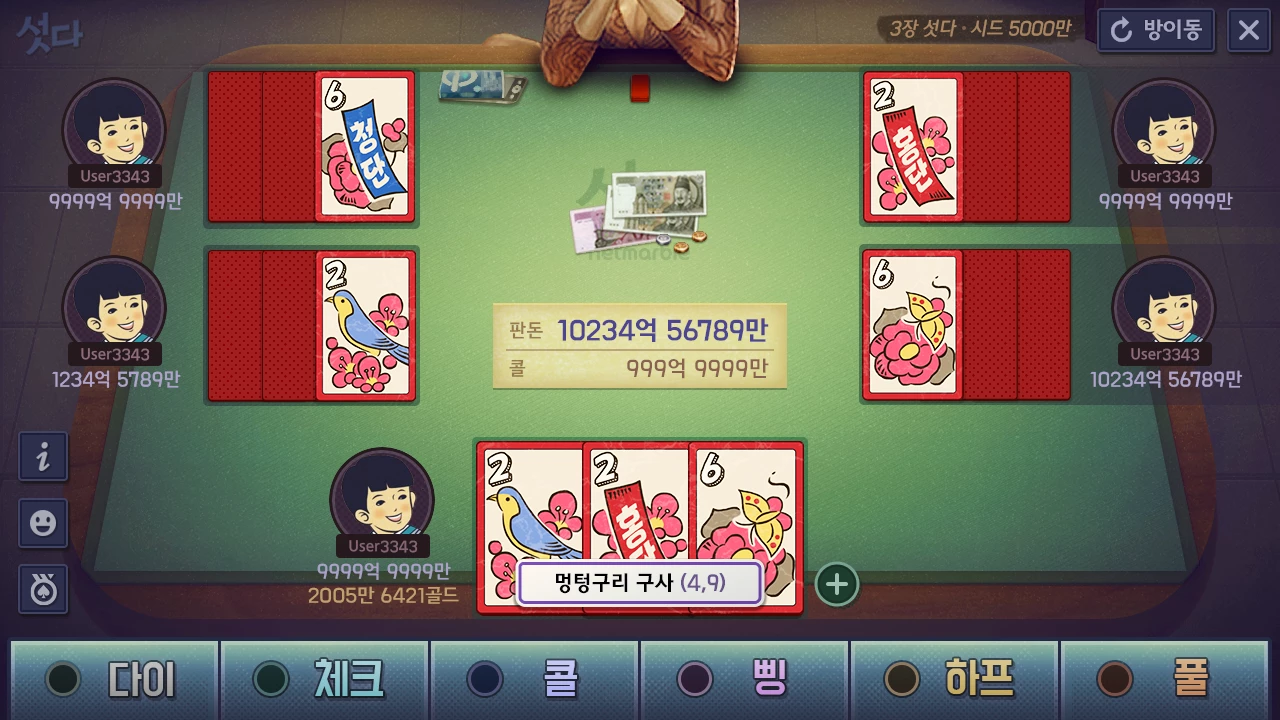 섯다
3장 섯다 · 시드 5000만
방이동
6
청단
User3343
9999억 9999만
2
홍단
User3343
9999억 9999만
netmarble
2
User3343
1234억 5789만
판돈 10234억 56789만
콜 999억 9999만
6
User3343
10234억 56789만
i
2
2
홍단
6
User3343
9999억 9999만
2005만 6421골드
멍텅구리 구사 (4,9)
다이
체크
콜
삥
하프
풀